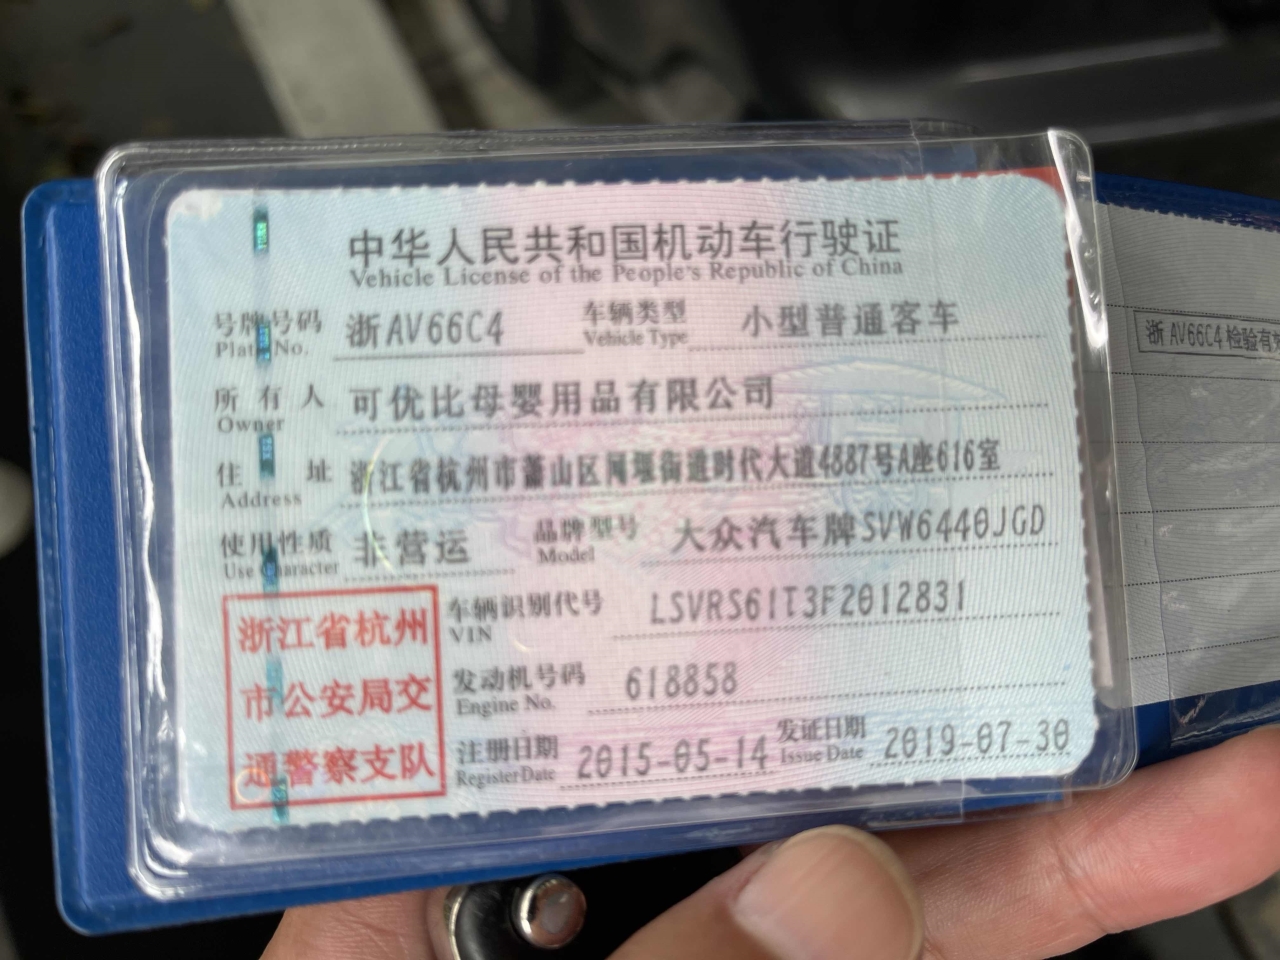 中华人民共和国机动车行驶证
Vehicle License of the People's Republic of China
号牌号码 浙AV66C4 车辆类型 小型普通客车
Plate No. Vehicle Type
所有人 可优比母婴用品有限公司
Owner
住址 浙江省杭州市萧山区闻堰街道时代大道4887号A座616室
Address
使用性质 非营运 品牌型号 大众汽车牌SVW6440JGD
Use Character Model
车辆识别代号 LSVRS61T3F2012831
VIN
发动机号码 618858
Engine No.
注册日期 2015-05-14 发证日期 2019-07-30
Register Date Issue Date
浙江省杭州
市公安局交
通警察支队
浙AV66C4检验有